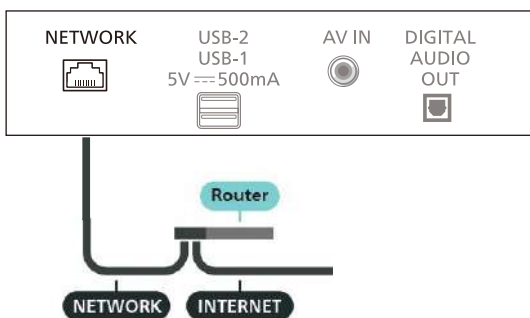 NETWORK
USB-2
USB-1
5V⎓500mA
AV IN
DIGITAL
AUDIO
OUT
Router
NETWORK
INTERNET